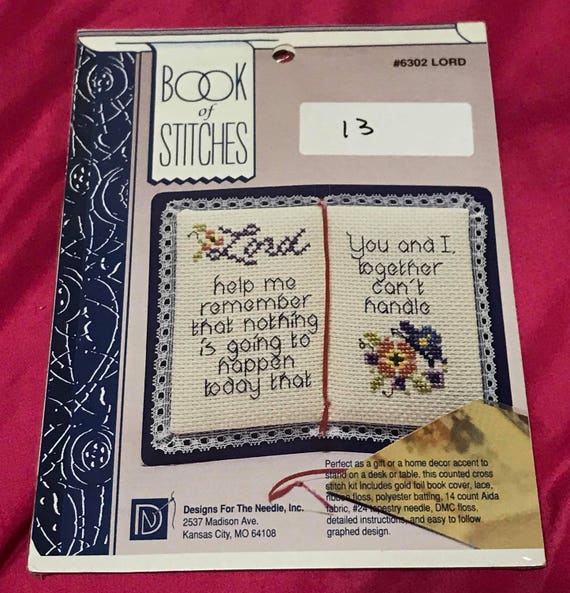 BOOK
of
STITCHES
#6302 LORD
13
Lord
help me
remember
that nothing
is going to
happen
today that
You and I,
together
can't
handle
Perfect as a gift or a home decor accent to
stand on a desk or table, this counted cross
stitch kit includes gold foil book cover, lace,
floss, polyester batting, 14 count Aida
fabric, #24 tapestry needle, DMC floss,
detailed instructions, and easy to follow
graphed design.
Designs For The Needle, Inc.
2537 Madison Ave.
Kansas City, MO 64108